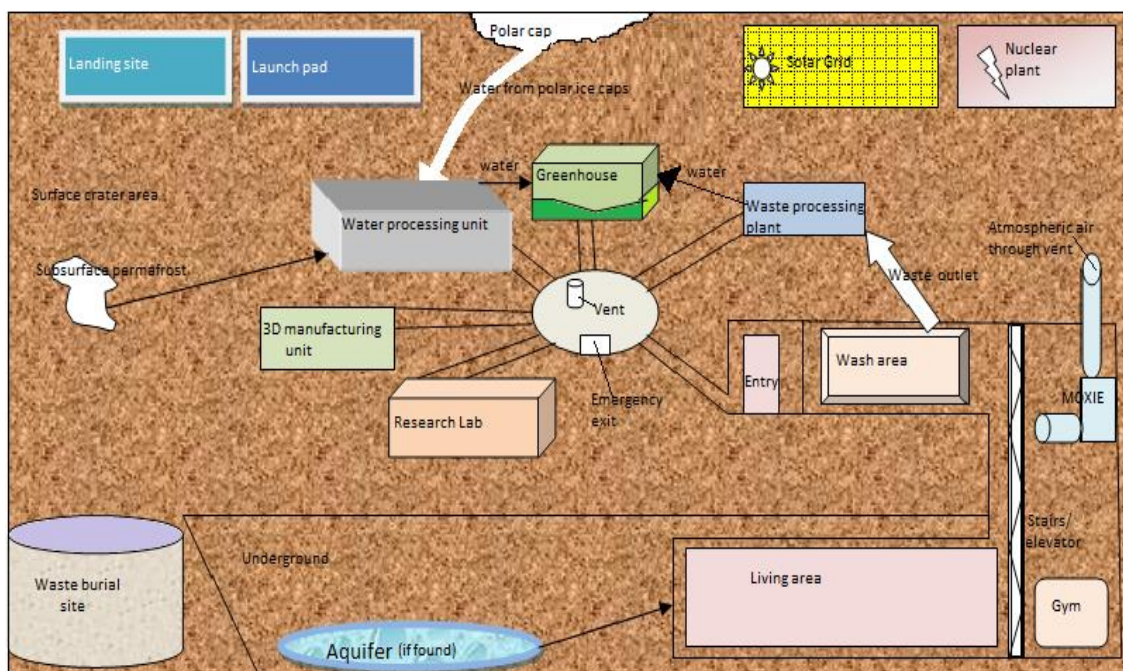 Polar cap
Landing site
Launch pad
Solar Grid
Nuclear
plant
Water from polar ice caps
water
Greenhouse
water
Surface crater area
Water processing unit
Waste processing
plant
Atmospheric air
through vent
Subsurface permafrost
Waste outlet
Vent
3D manufacturing
unit
Wash area
Entry
Emergency
exit
MOXIE
Research Lab
Stairs/
elevator
Underground
Waste burial
site
Living area
Gym
Aquifer (if found)